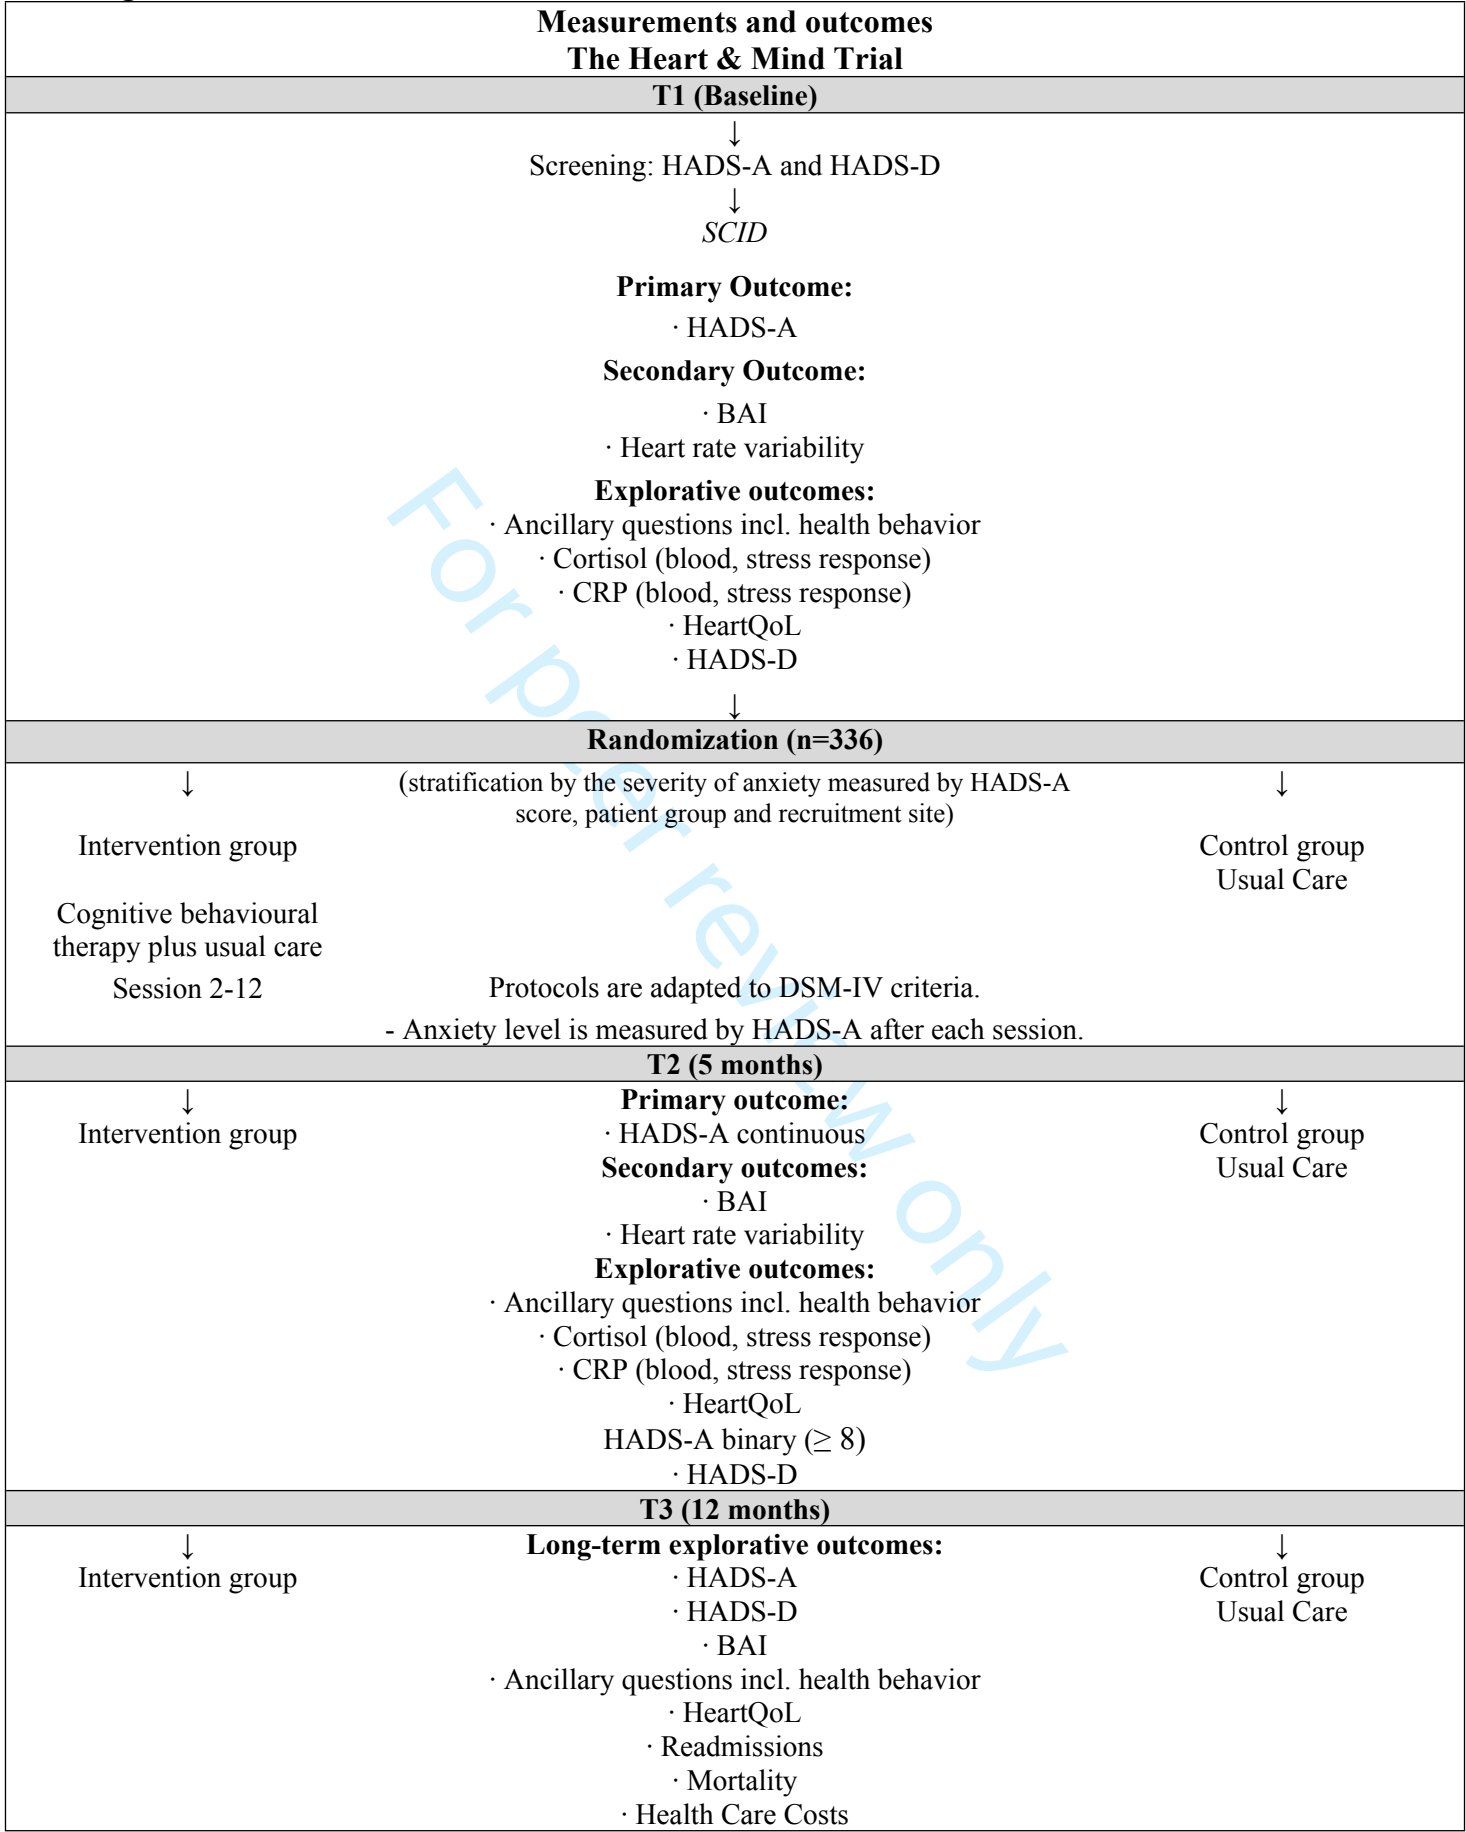 Measurements and outcomes
The Heart & Mind Trial
T1 (Baseline)
↓
Screening: HADS-A and HADS-D
↓
SCID
Primary Outcome:
· HADS-A
Secondary Outcome:
· BAI
· Heart rate variability
Explorative outcomes:
· Ancillary questions incl. health behavior
· Cortisol (blood, stress response)
· CRP (blood, stress response)
· HeartQoL
· HADS-D
↓
Randomization (n=336)
↓ (stratification by the severity of anxiety measured by HADS-A ↓
score, patient group and recruitment site)
Intervention group Control group
Usual Care
Cognitive behavioural
therapy plus usual care
Session 2-12 Protocols are adapted to DSM-IV criteria.
- Anxiety level is measured by HADS-A after each session.
T2 (5 months)
↓ Primary outcome: ↓
Intervention group · HADS-A continuous Control group
Secondary outcomes: Usual Care
· BAI
· Heart rate variability
Explorative outcomes:
· Ancillary questions incl. health behavior
· Cortisol (blood, stress response)
· CRP (blood, stress response)
· HeartQoL
HADS-A binary (≥ 8)
· HADS-D
T3 (12 months)
↓ Long-term explorative outcomes: ↓
Intervention group · HADS-A Control group
· HADS-D Usual Care
· BAI
· Ancillary questions incl. health behavior
· HeartQoL
· Readmissions
· Mortality
· Health Care Costs
For peer review only